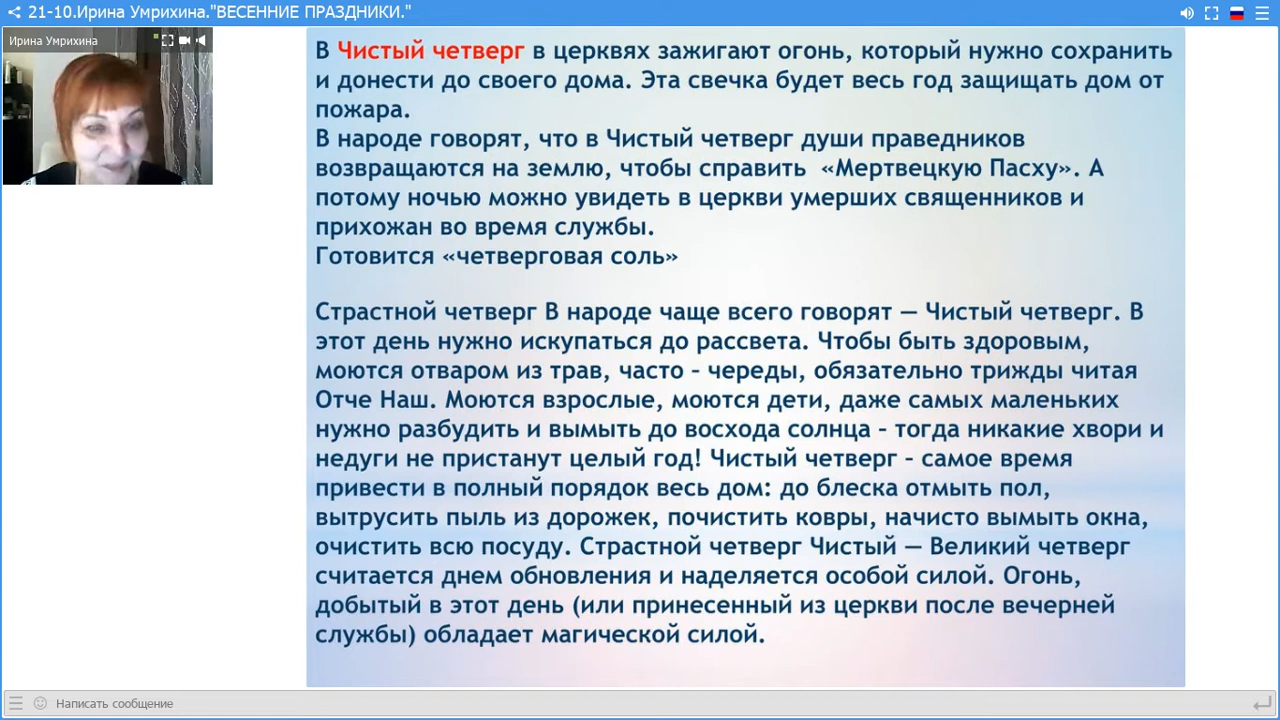 21-10.Ирина Умрихина."ВЕСЕННИЕ ПРАЗДНИКИ."
Ирина Умрихина
В Чистый четверг в церквях зажигают огонь, который нужно сохранить
и донести до своего дома. Эта свечка будет весь год защищать дом от
пожара.
В народе говорят, что в Чистый четверг души праведников
возвращаются на землю, чтобы справить «Мертвецкую Пасху». А
потому ночью можно увидеть в церкви умерших священников и
прихожан во время службы.
Готовится «четверговая соль»
Страстной четверг В народе чаще всего говорят — Чистый четверг. В
этот день нужно искупаться до рассвета. Чтобы быть здоровым,
моются отваром из трав, часто – череды, обязательно трижды читая
Отче Наш. Моются взрослые, моются дети, даже самых маленьких
нужно разбудить и вымыть до восхода солнца – тогда никакие хвори и
недуги не пристанут целый год! Чистый четверг – самое время
привести в полный порядок весь дом: до блеска отмыть пол,
вытрусить пыль из дорожек, почистить ковры, начисто вымыть окна,
очистить всю посуду. Страстной четверг Чистый — Великий четверг
считается днем обновления и наделяется особой силой. Огонь,
добытый в этот день (или принесенный из церкви после вечерней
службы) обладает магической силой.
Написать сообщение